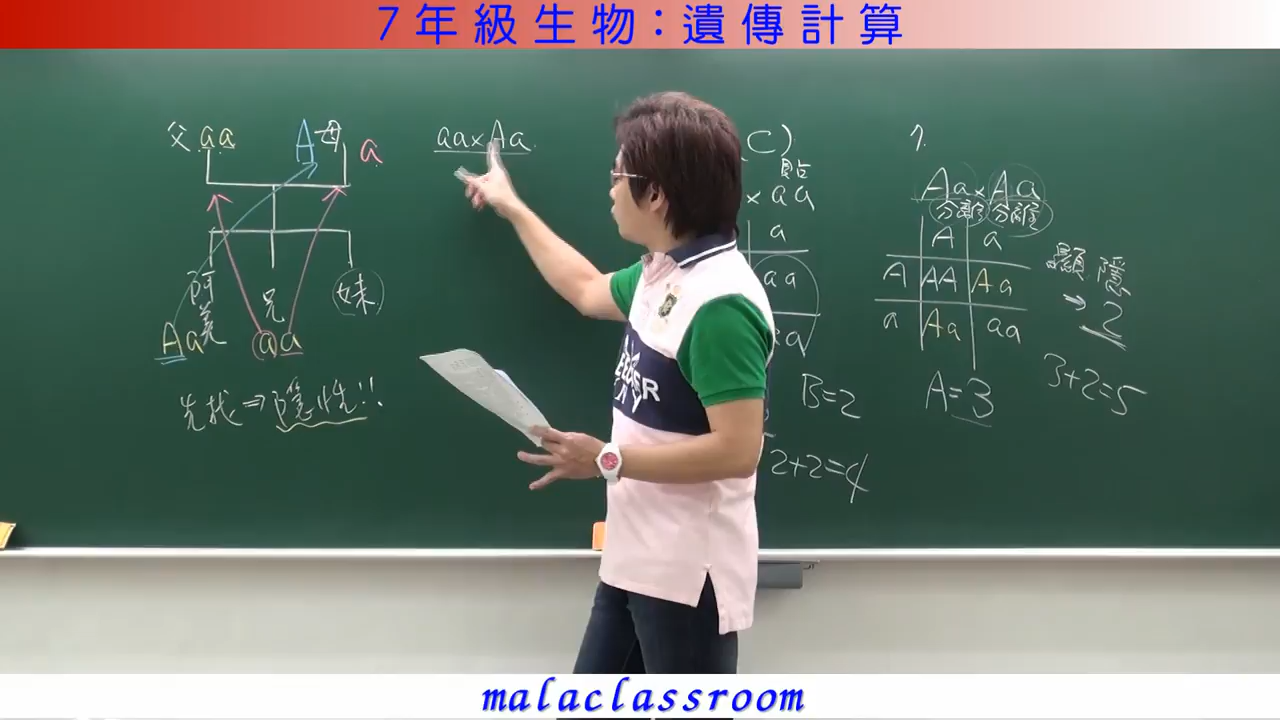 7年級生物:遺傳計算
父 aa A 母 a
阿美 兄 妹
Aa aa
先找⇒隱性!!
aa×Aa
C)
× aa
a
aa
B=2
2+2=4
7.
Aa×Aa
分離 分離
A a
A AA Aa
a Aa aa
顯 隱
→ 2
A=3
3+2=5
malaclassroom